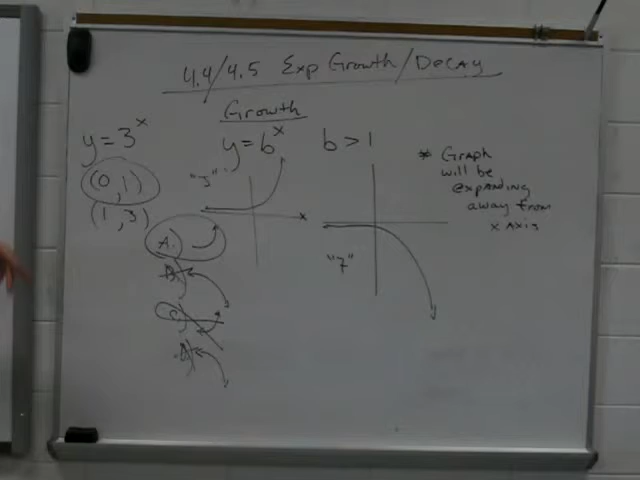 4.4/4.5 Exp Growth/Decay
Growth
y=3^x
y=b^x b>1
(0,1)
(1,3)
"J"
x
A.
"7"
* Graph
will be
expanding
away from
x Axis